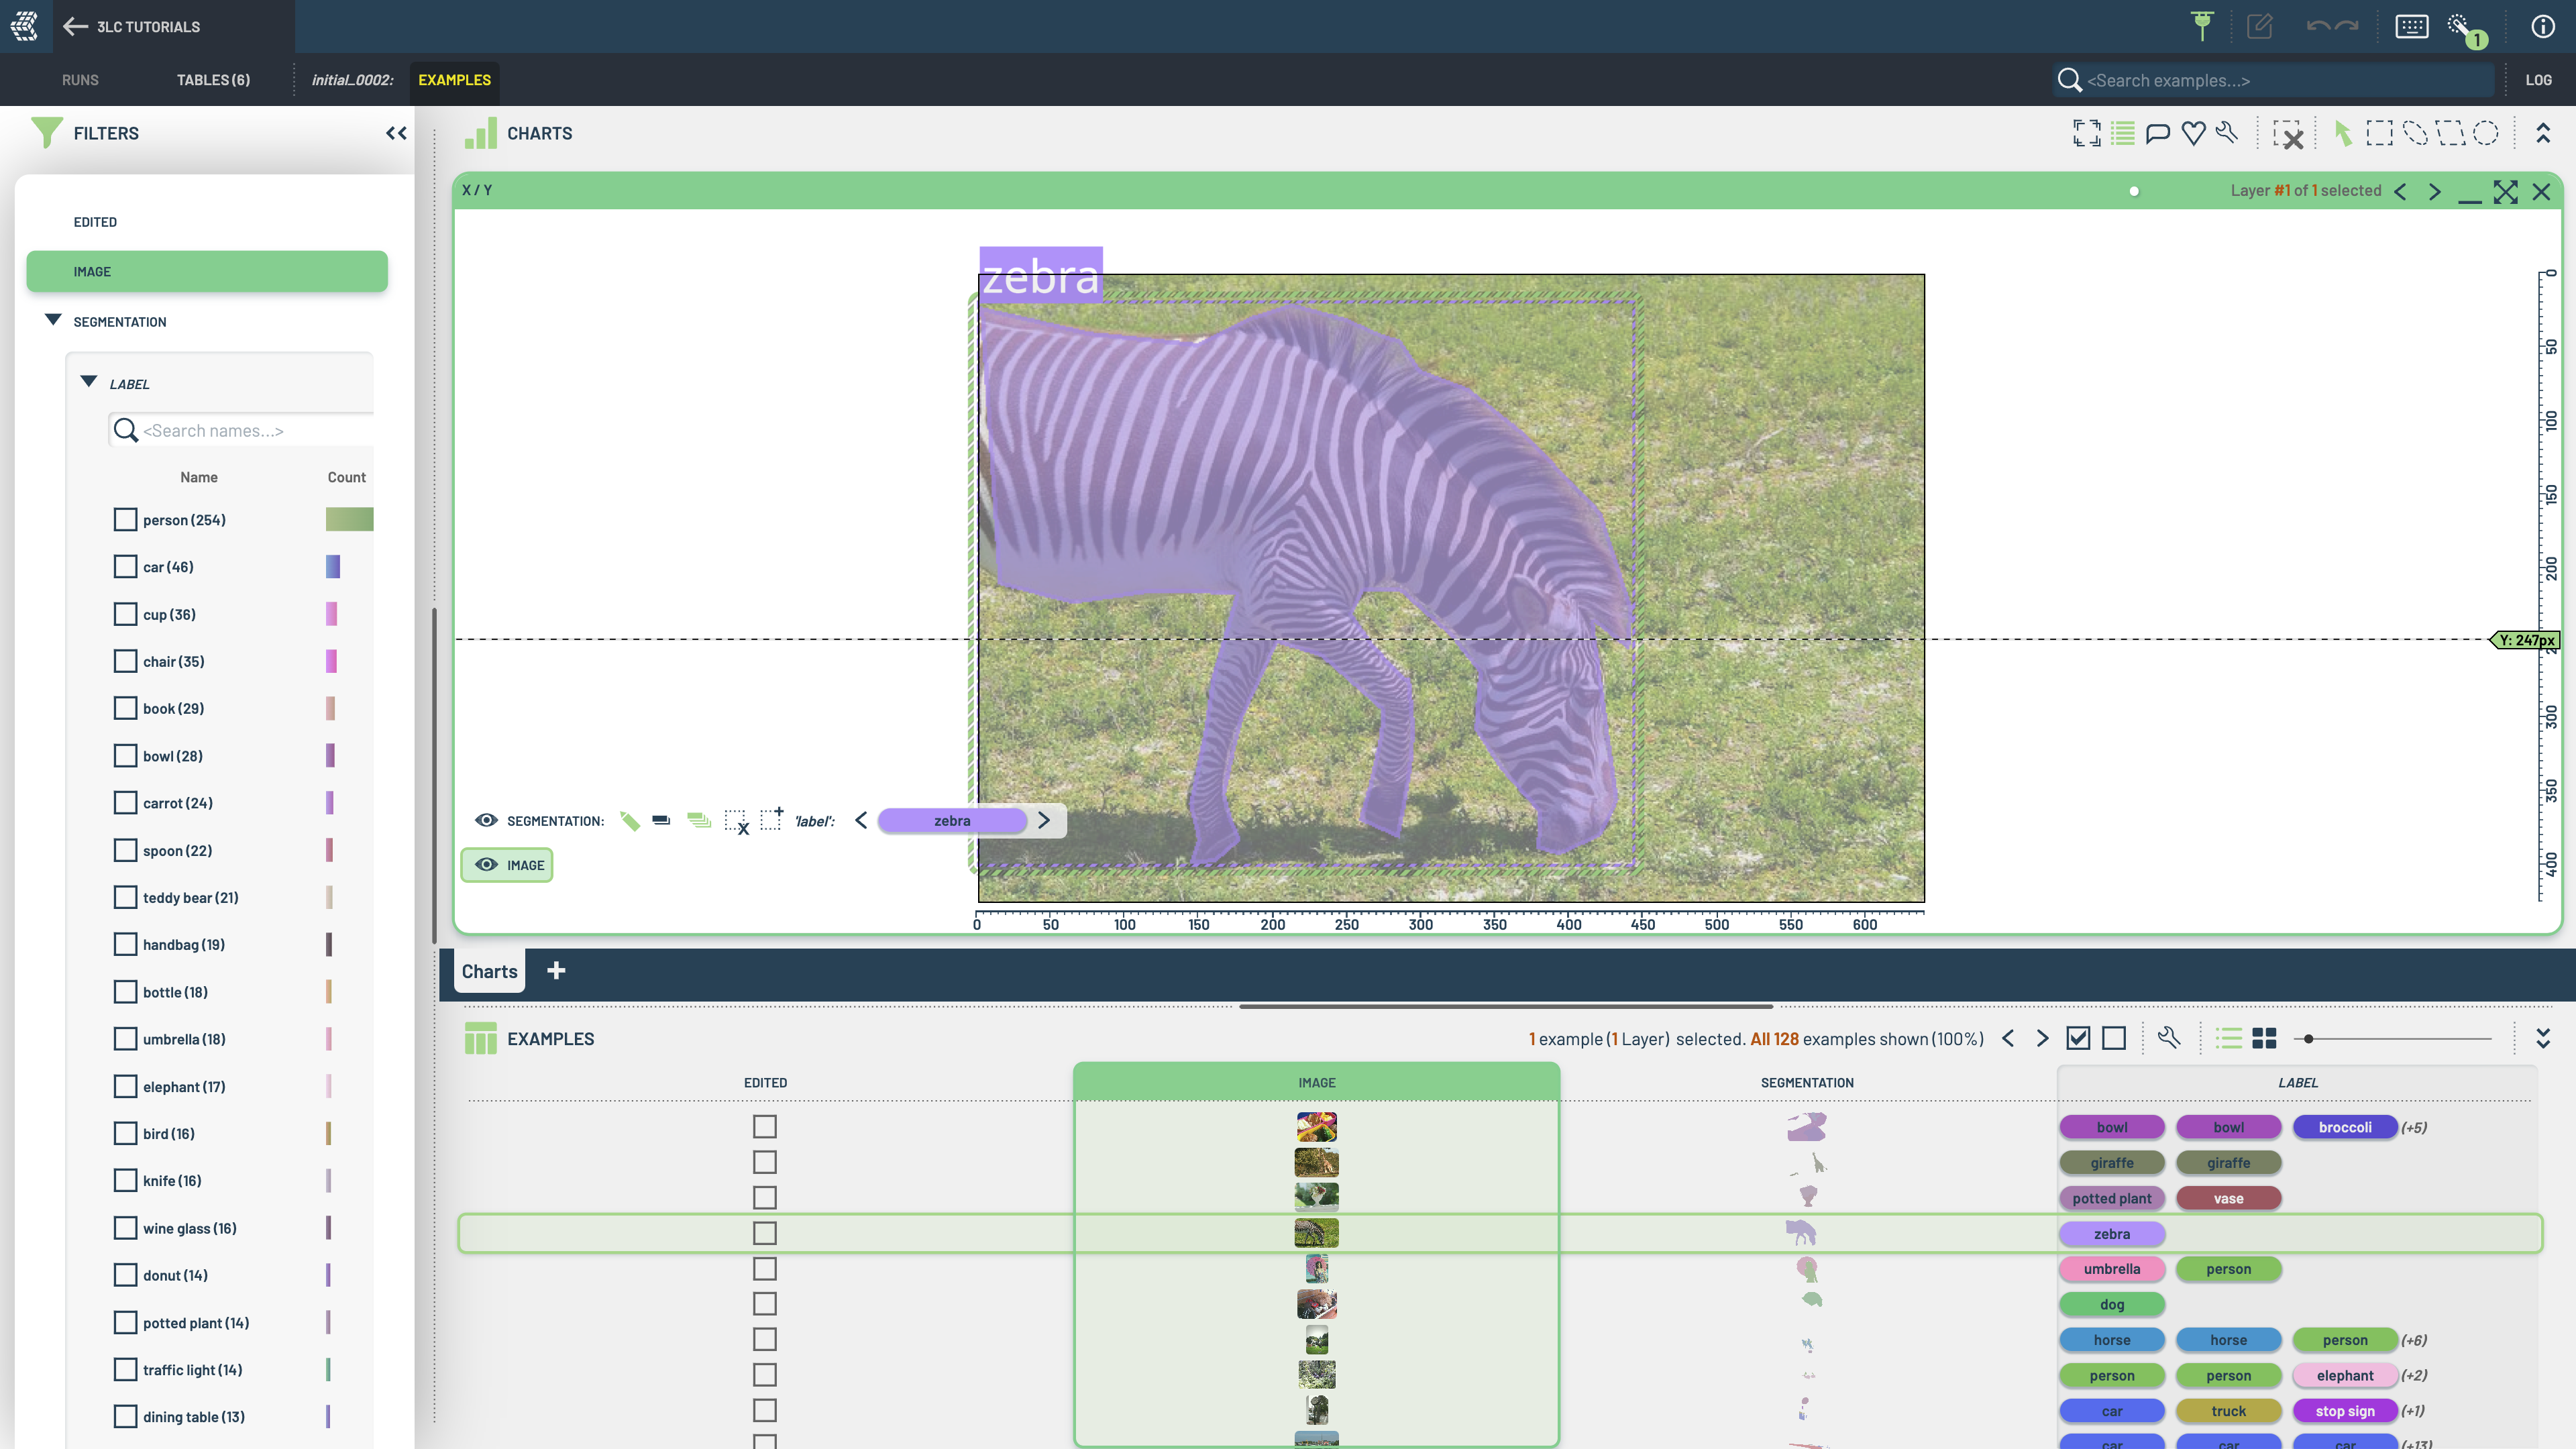 3LC TUTORIALS
1
RUNS
TABLES (6)
initial_0002:
EXAMPLES
<Search examples...>
LOG
FILTERS
CHARTS
EDITED
IMAGE
SEGMENTATION
LABEL
<Search names...>
Name Count
person (254)
car (46)
cup (36)
chair (35)
book (29)
bowl (28)
carrot (24)
spoon (22)
teddy bear (21)
handbag (19)
bottle (18)
umbrella (18)
elephant (17)
bird (16)
knife (16)
wine glass (16)
donut (14)
potted plant (14)
traffic light (14)
dining table (13)
X / Y
Layer #1 of 1 selected
zebra
0
50
100
150
200
Y: 247px
300
350
400
SEGMENTATION: 'label': zebra
IMAGE
0 50 100 150 200 250 300 350 400 450 500 550 600
Charts
EXAMPLES
1 example (1 Layer) selected. All 128 examples shown (100%)
EDITED IMAGE SEGMENTATION LABEL
bowl bowl broccoli (+5)
giraffe giraffe
potted plant vase
zebra
umbrella person
dog
horse horse person (+6)
person person elephant (+2)
car truck stop sign (+1)
car car car (+13)